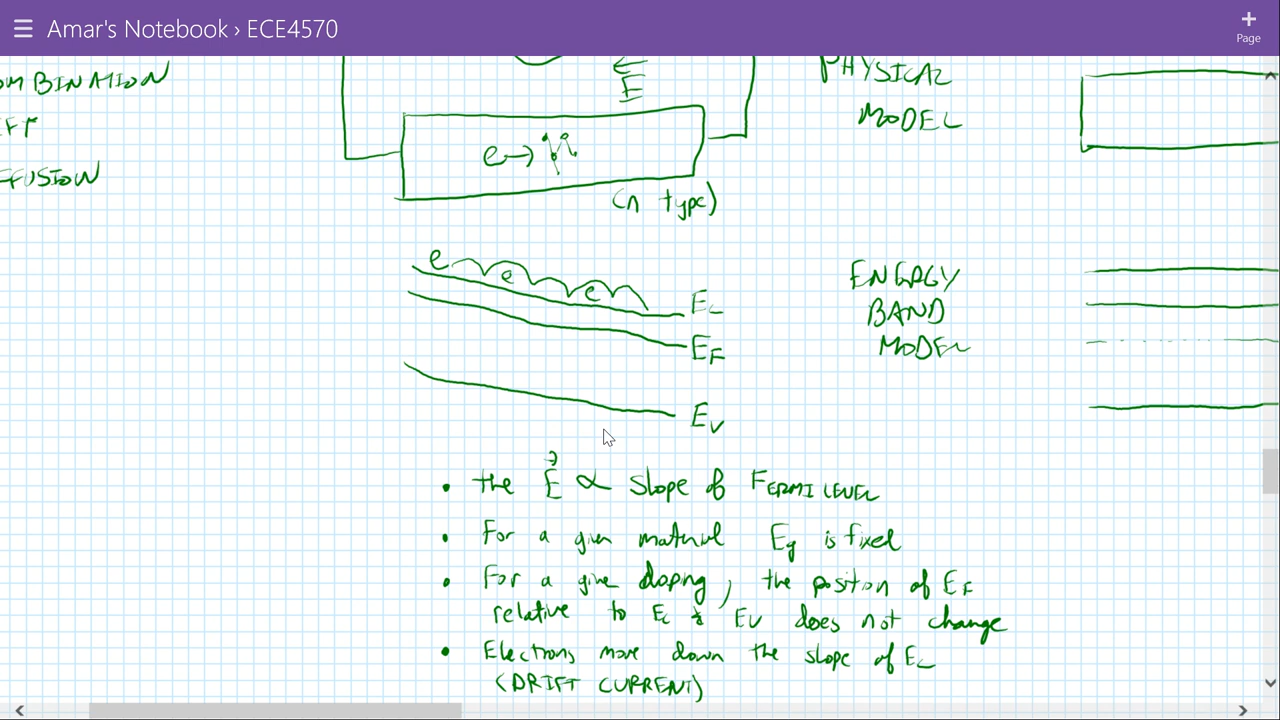 Amar's Notebook › ECE4570
Page
OMBINATION
IFT
FFUSION
E
e→
(n type)
PHYSICAL
MODEL
e e e
EC
EF
EV
ENERGY
BAND
MODEL
• the E ∝ slope of FERMI LEVEL
• For a given material Eg is fixed
• For a give doping, the position of EF
relative to EC & EV does not change
• Electrons move down the slope of EC
(DRIFT CURRENT)